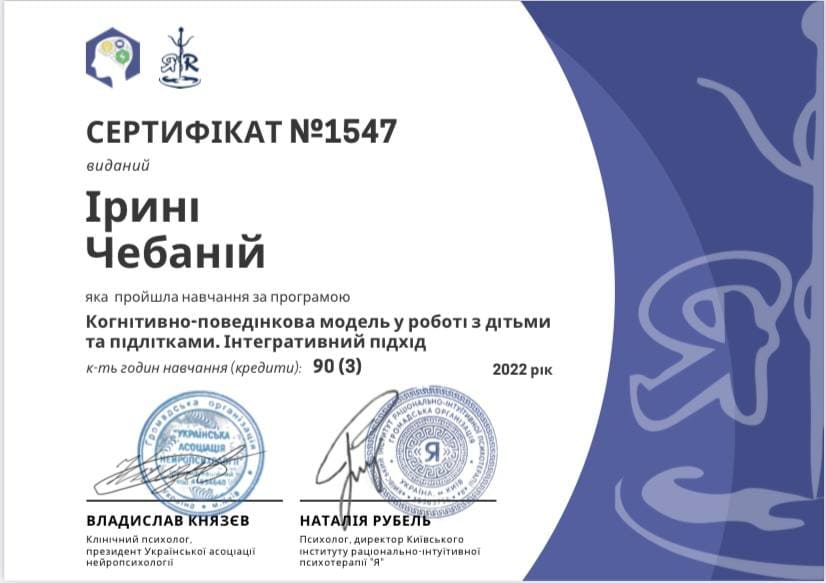 ЯR
СЕРТИФІКАТ №1547
виданий
Ірині
Чебаній
яка пройшла навчання за програмою
Когнітивно-поведінкова модель у роботі з дітьми
та підлітками. Інтегративний підхід
к-ть годин навчання (кредити): 90 (3)
2022 рік
Громадська організація
"УКРАЇНСЬКА
АСОЦІАЦІЯ
НЕЙРОПСИХОЛОГІЇ"
Україна * м. Київ
ІНСТИТУТ РАЦІОНАЛЬНО-ІНТУЇТИВНОЇ ПСИХОТЕРАПІЇ
ГРОМАДСЬКА ОРГАНІЗАЦІЯ
Я
УКРАЇНА, м КИЇВ
ВЛАДИСЛАВ КНЯЗЄВ
Клінічний психолог,
президент Української асоціації
нейропсихології
НАТАЛІЯ РУБЕЛЬ
Психолог, директор Київського
інституту раціонально-інтуїтивної
психотерапії "Я"
ЯR